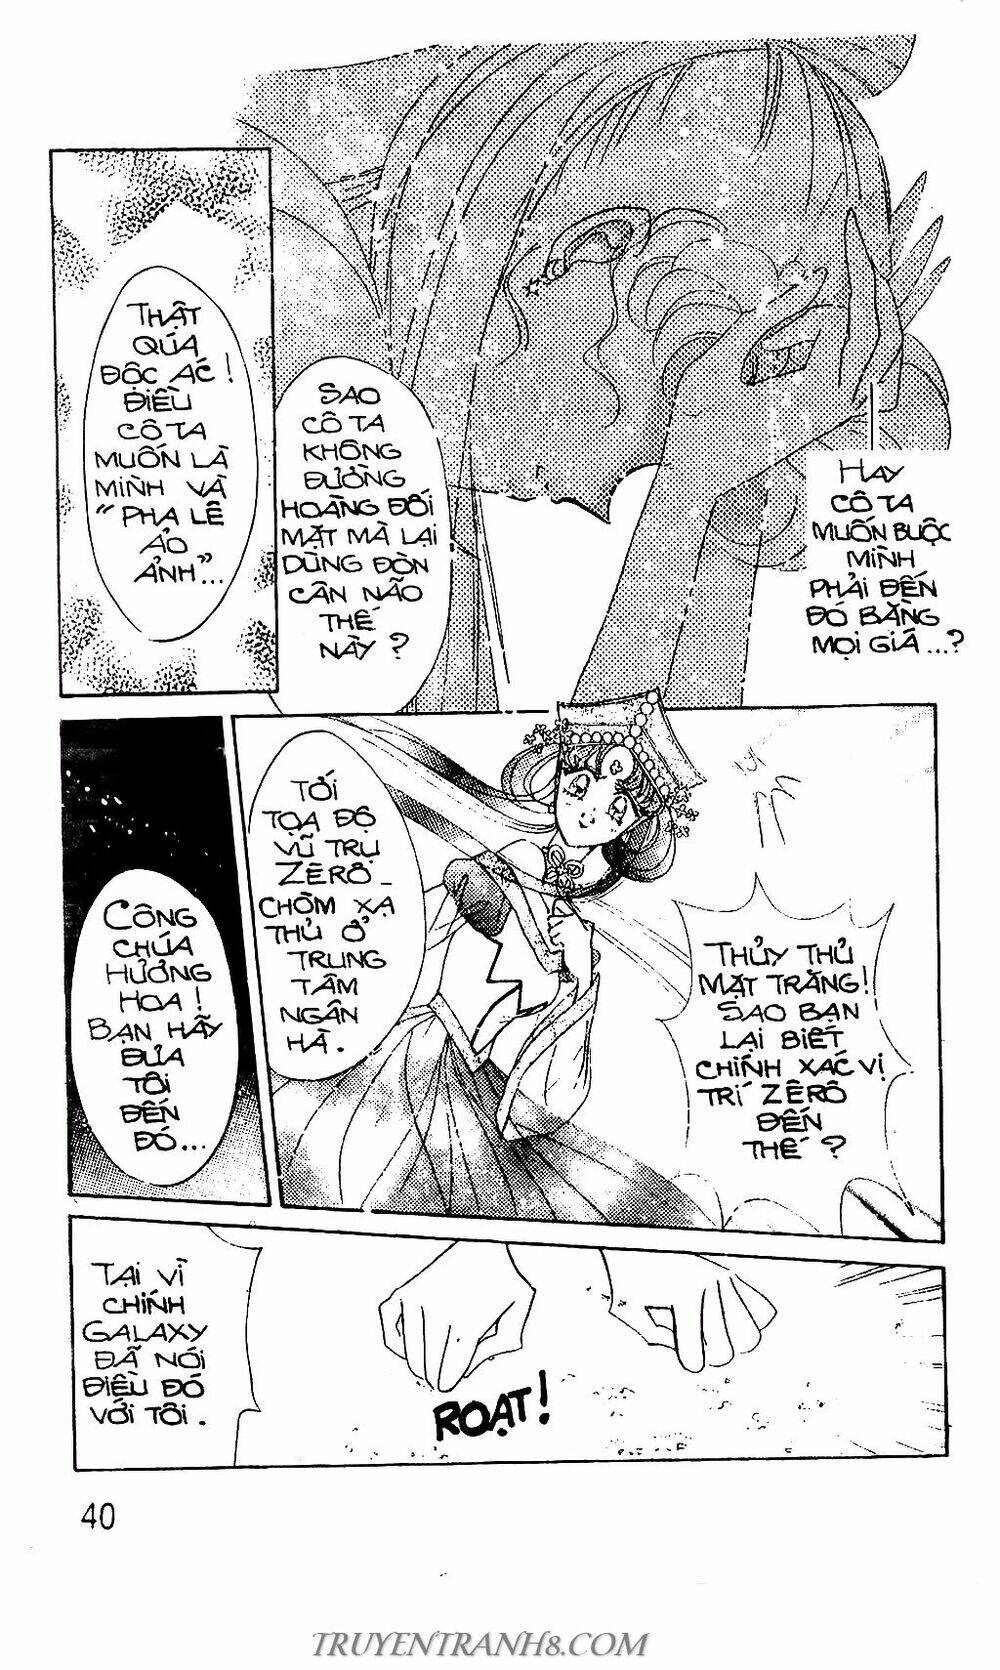 THẬT
QÚA
ĐỘC ÁC!
ĐIỀU
CÔ TA
MUỐN LÀ
MÌNH VÀ
"PHA LÊ
ẢO
ẢNH"...
SAO
CÔ TA
KHÔNG
ĐƯỜNG
HOÀNG ĐỐI
MẶT MÀ LẠI
DÙNG ĐÒN
CÂN NÃO
THẾ
NÀY?
HAY
CÔ TA
MUỐN BUỘC
MÌNH
PHẢI ĐẾN
ĐÓ BẰNG
MỌI GIÁ...?
CÔNG
CHÚA
HƯƠNG
HOA!
BẠN HÃY
ĐƯA
TÔI
ĐẾN
ĐÓ...
TỚI
TỌA ĐỘ
VŨ TRỤ
ZÊRÔ_
CHÒM XẠ
THỦ Ở
TRUNG
TÂM
NGÂN
HÀ.
THỦY THỦ
MẶT TRĂNG!
SAO BẠN
LẠI BIẾT
CHÍNH XÁC VỊ
TRÍ ZÊRÔ
ĐẾN
THẾ?
TẠI VÌ
CHÍNH
GALAXY
ĐÃ NÓI
ĐIỀU ĐÓ
VỚI TÔI.
ROẠT!
40
TRUYENTRANH8.COM